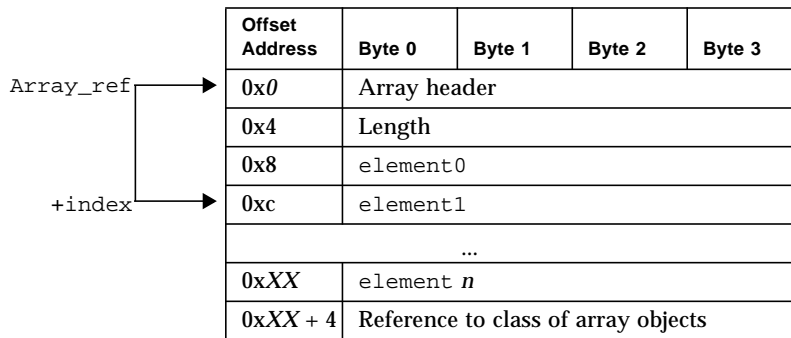 Offset Address Byte 0 Byte 1 Byte 2 Byte 3
Array_ref 0x0 Array header
0x4 Length
0x8 element0
+index 0xc element1
...
0xXX element n
0xXX + 4 Reference to class of array objects